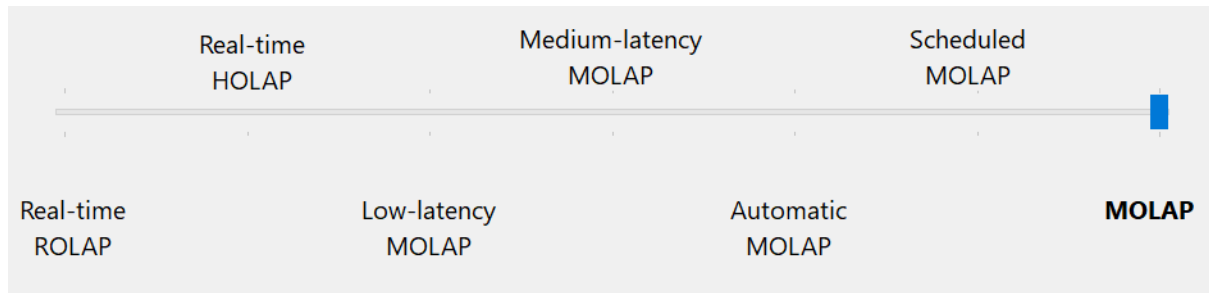 Real-time
HOLAP
Medium-latency
MOLAP
Scheduled
MOLAP
Real-time
ROLAP
Low-latency
MOLAP
Automatic
MOLAP
MOLAP